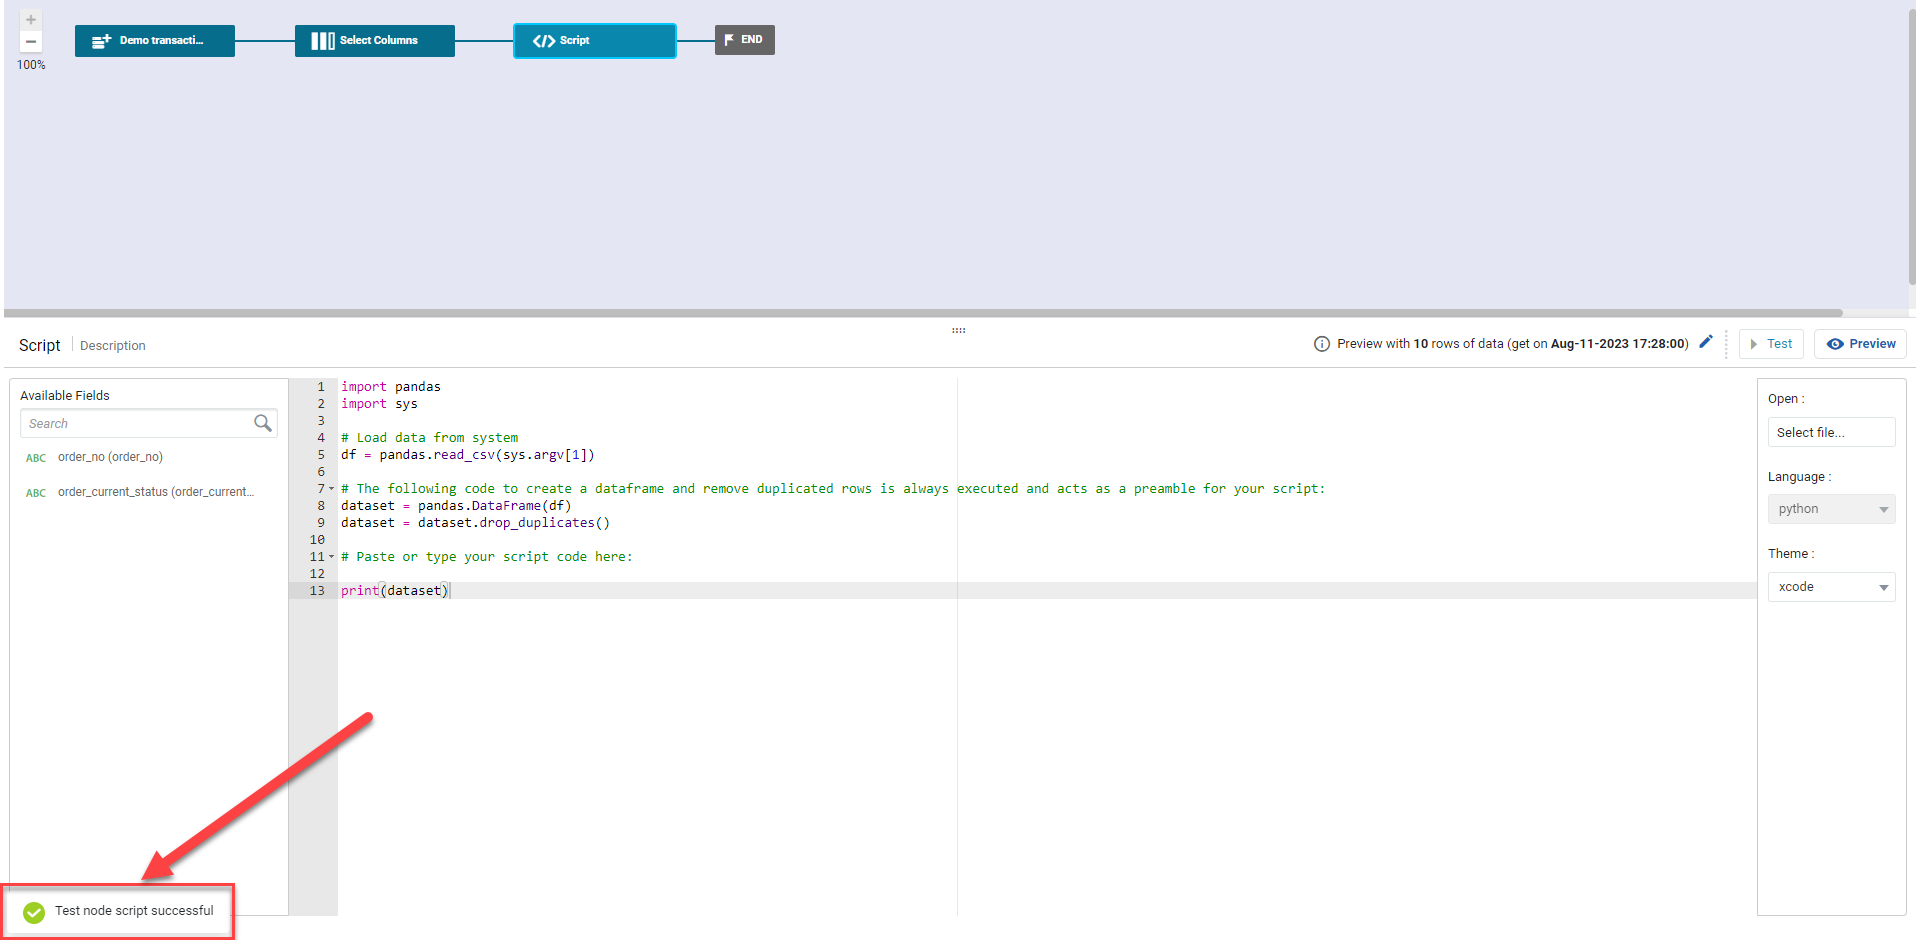 +
−
100%
Demo transacti...
Select Columns
Script
END
Script
Description
Preview with 10 rows of data (get on Aug-11-2023 17:28:00)
Test
Preview
Available Fields
Search
ABC order_no (order_no)
ABC order_current_status (order_current...
1 import pandas
2 import sys
3
4 # Load data from system
5 df = pandas.read_csv(sys.argv[1])
6
7 # The following code to create a dataframe and remove duplicated rows is always executed and acts as a preamble for your script:
8 dataset = pandas.DataFrame(df)
9 dataset = dataset.drop_duplicates()
10
11 # Paste or type your script code here:
12
13 print(dataset)
Open :
Select file...
Language :
python
Theme :
xcode
Test node script successful